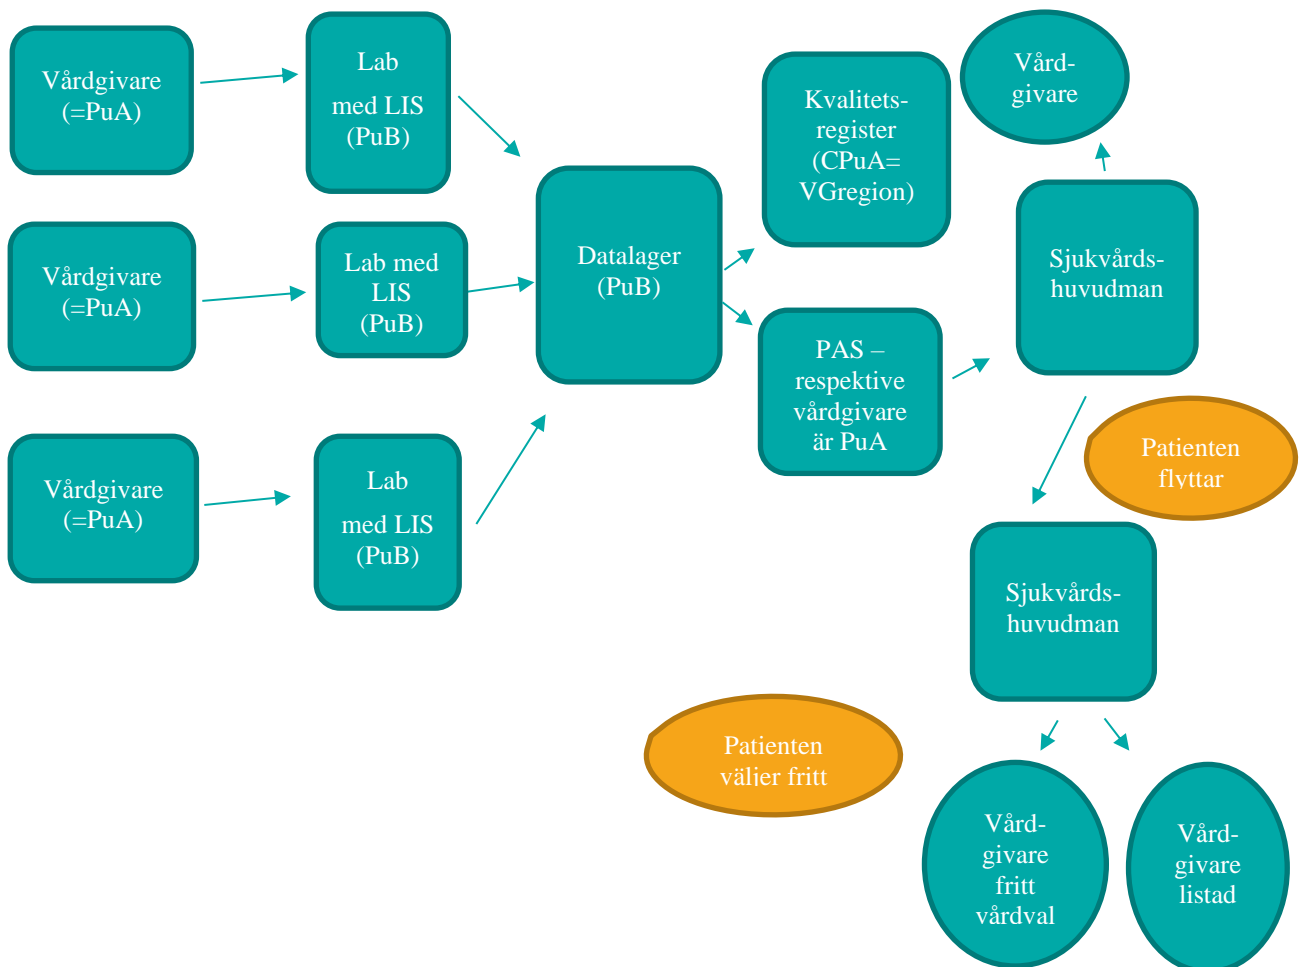 Vårdgivare
(=PuA)
Lab
med LIS
(PuB)
Vårdgivare
(=PuA)
Lab med
LIS
(PuB)
Vårdgivare
(=PuA)
Lab
med LIS
(PuB)
Datalager
(PuB)
Kvalitets-
register
(CPuA=
VGregion)
PAS –
respektive
vårdgivare
är PuA
Vård-
givare
Sjukvårds-
huvudman
Patienten
flyttar
Sjukvårds-
huvudman
Patienten
väljer fritt
Vård-
givare
fritt
vårdval
Vård-
givare
listad